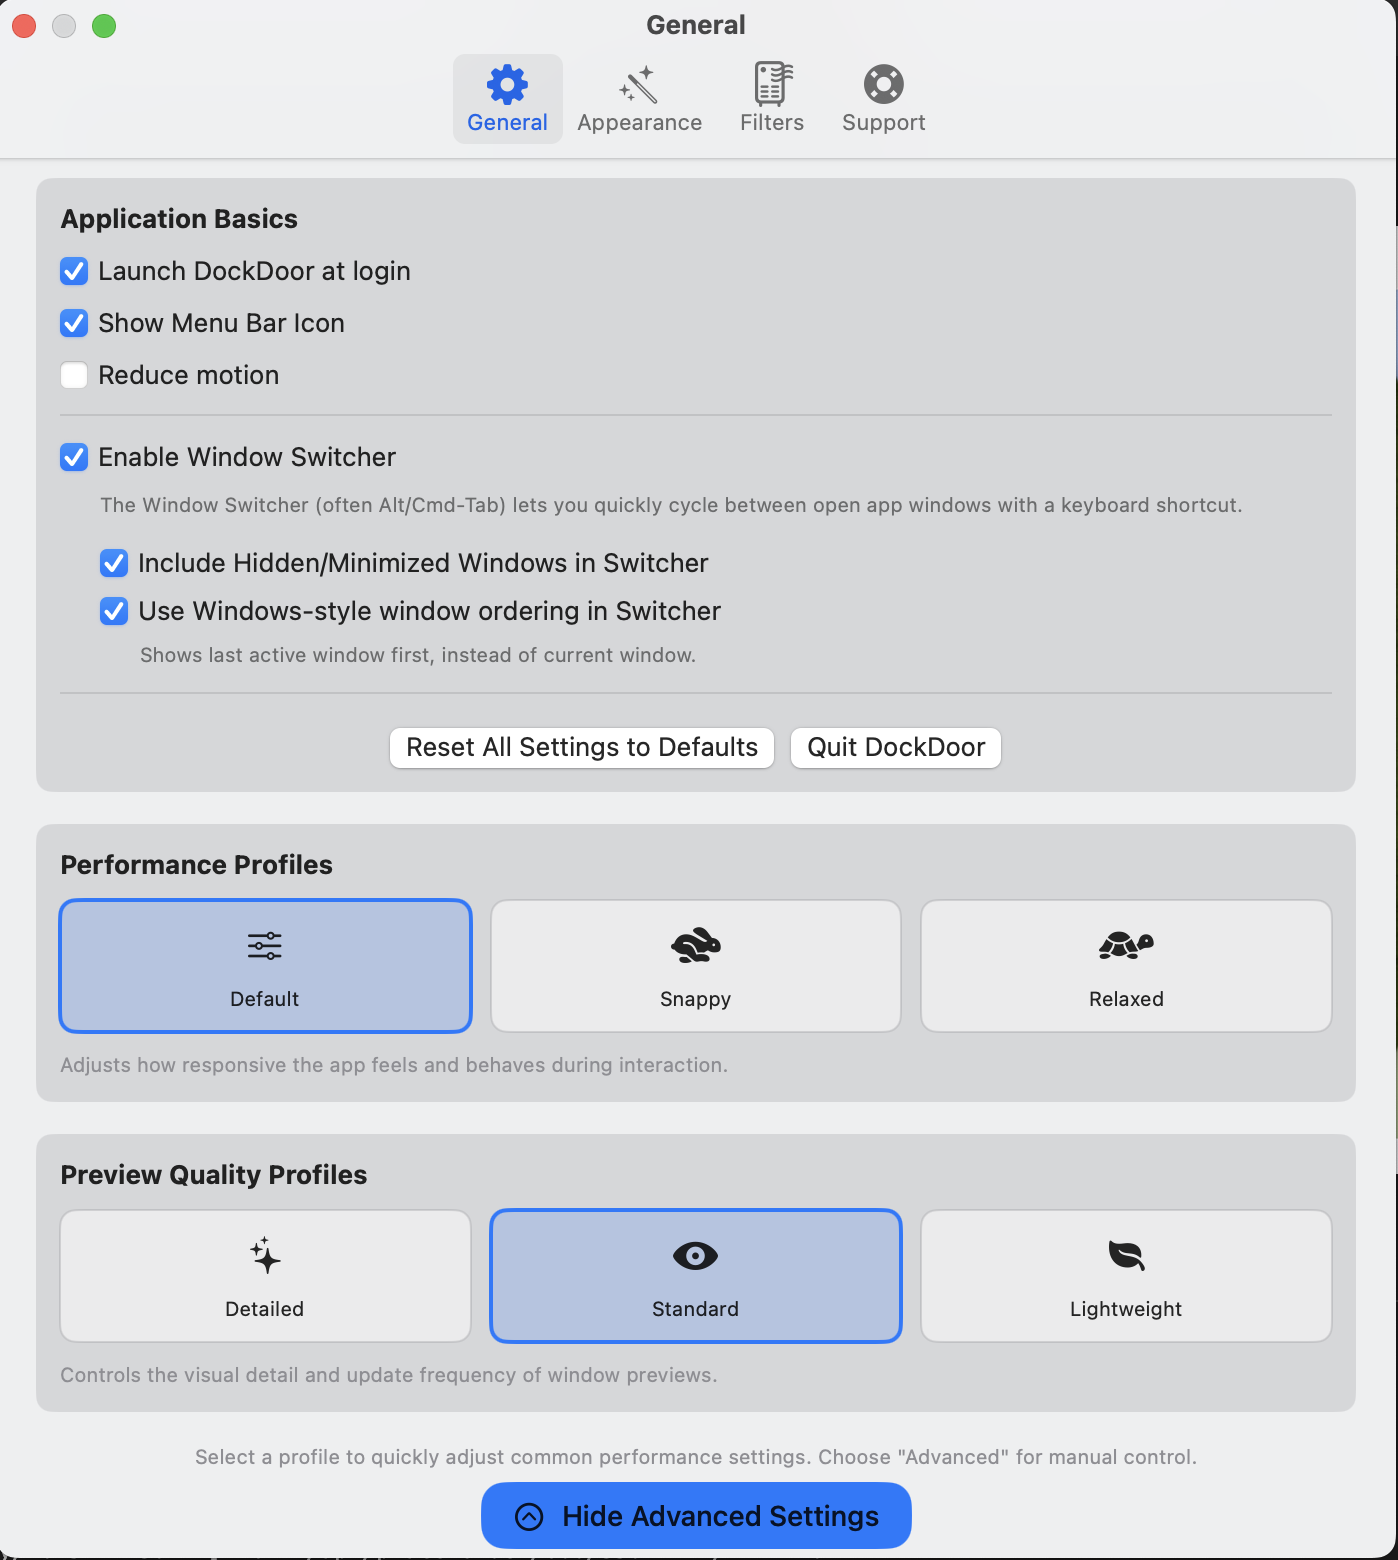 General
General
Appearance
Filters
Support
Application Basics
Launch DockDoor at login
Show Menu Bar Icon
Reduce motion
Enable Window Switcher
The Window Switcher (often Alt/Cmd-Tab) lets you quickly cycle between open app windows with a keyboard shortcut.
Include Hidden/Minimized Windows in Switcher
Use Windows-style window ordering in Switcher
Shows last active window first, instead of current window.
Reset All Settings to Defaults
Quit DockDoor
Performance Profiles
Default
Snappy
Relaxed
Adjusts how responsive the app feels and behaves during interaction.
Preview Quality Profiles
Detailed
Standard
Lightweight
Controls the visual detail and update frequency of window previews.
Select a profile to quickly adjust common performance settings. Choose "Advanced" for manual control.
Hide Advanced Settings